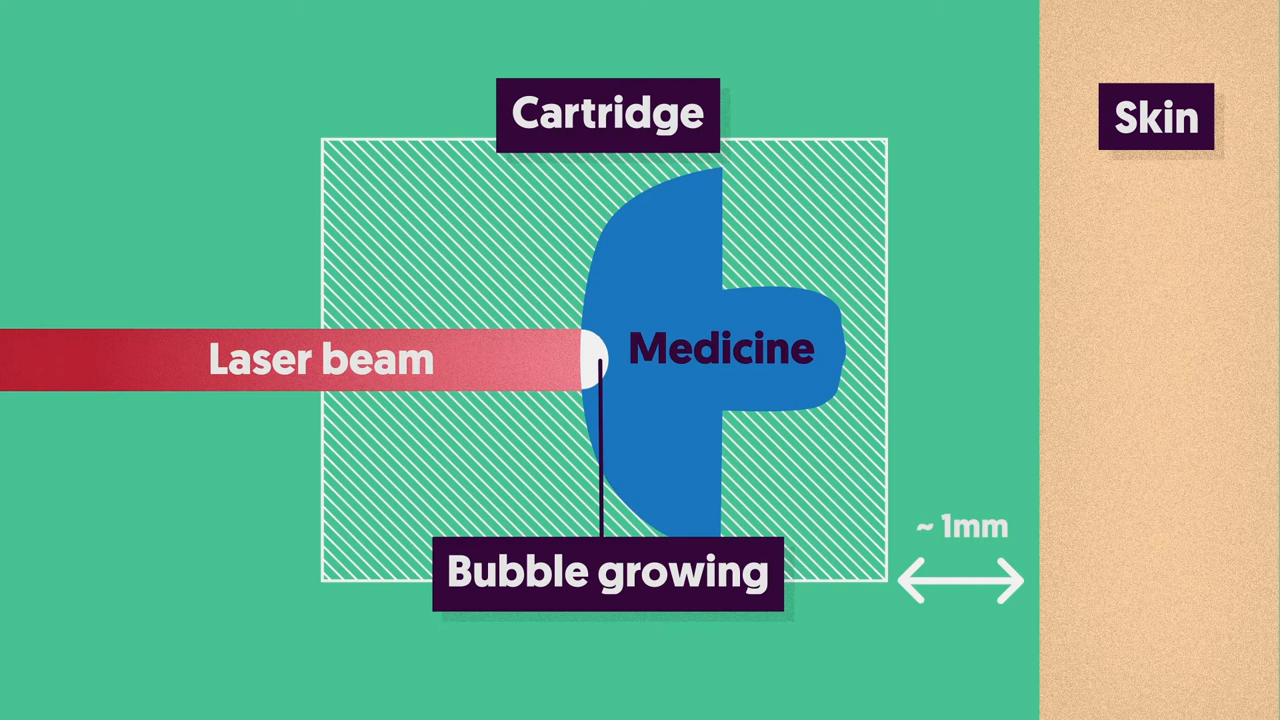 Cartridge
Skin
Laser beam
Medicine
~ 1mm
Bubble growing